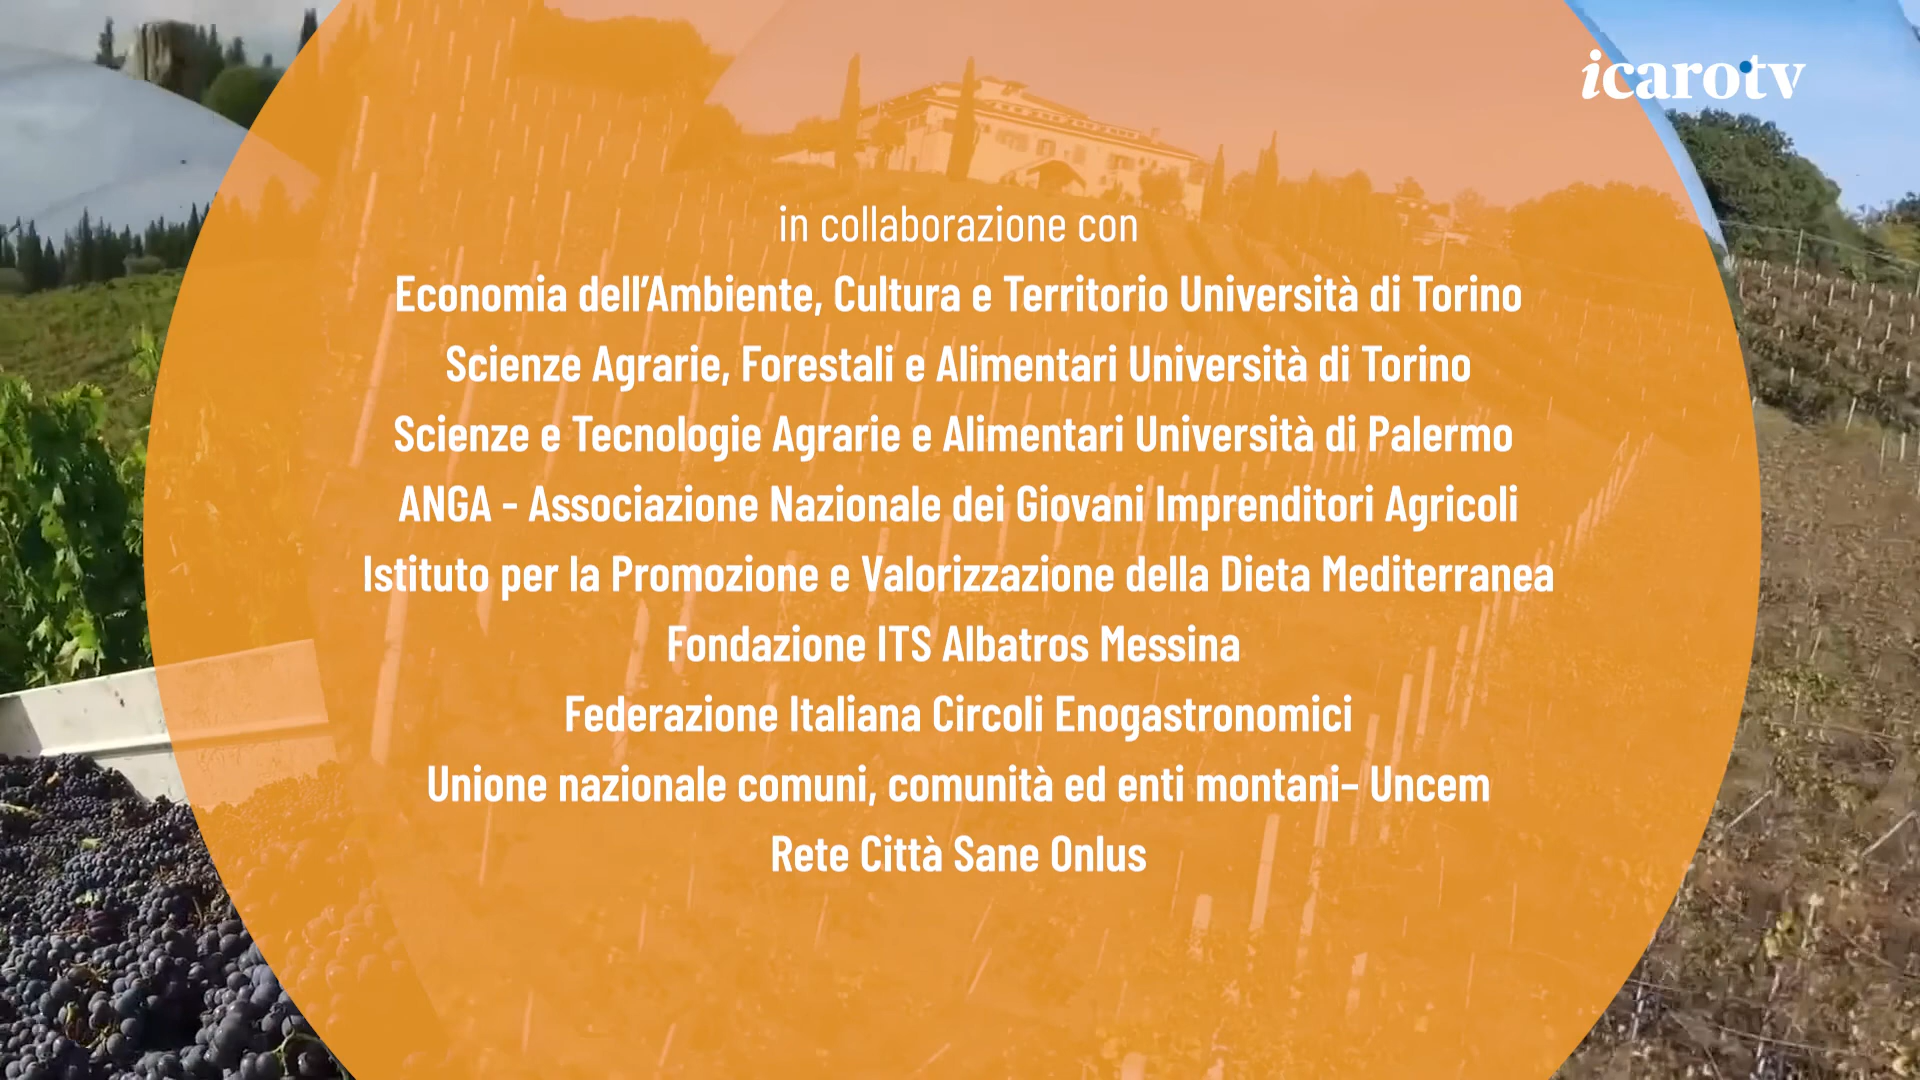 icarotv
in collaborazione con
Economia dell’Ambiente, Cultura e Territorio Università di Torino
Scienze Agrarie, Forestali e Alimentari Università di Torino
Scienze e Tecnologie Agrarie e Alimentari Università di Palermo
ANGA - Associazione Nazionale dei Giovani Imprenditori Agricoli
Istituto per la Promozione e Valorizzazione della Dieta Mediterranea
Fondazione ITS Albatros Messina
Federazione Italiana Circoli Enogastronomici
Unione nazionale comuni, comunità ed enti montani– Uncem
Rete Città Sane Onlus